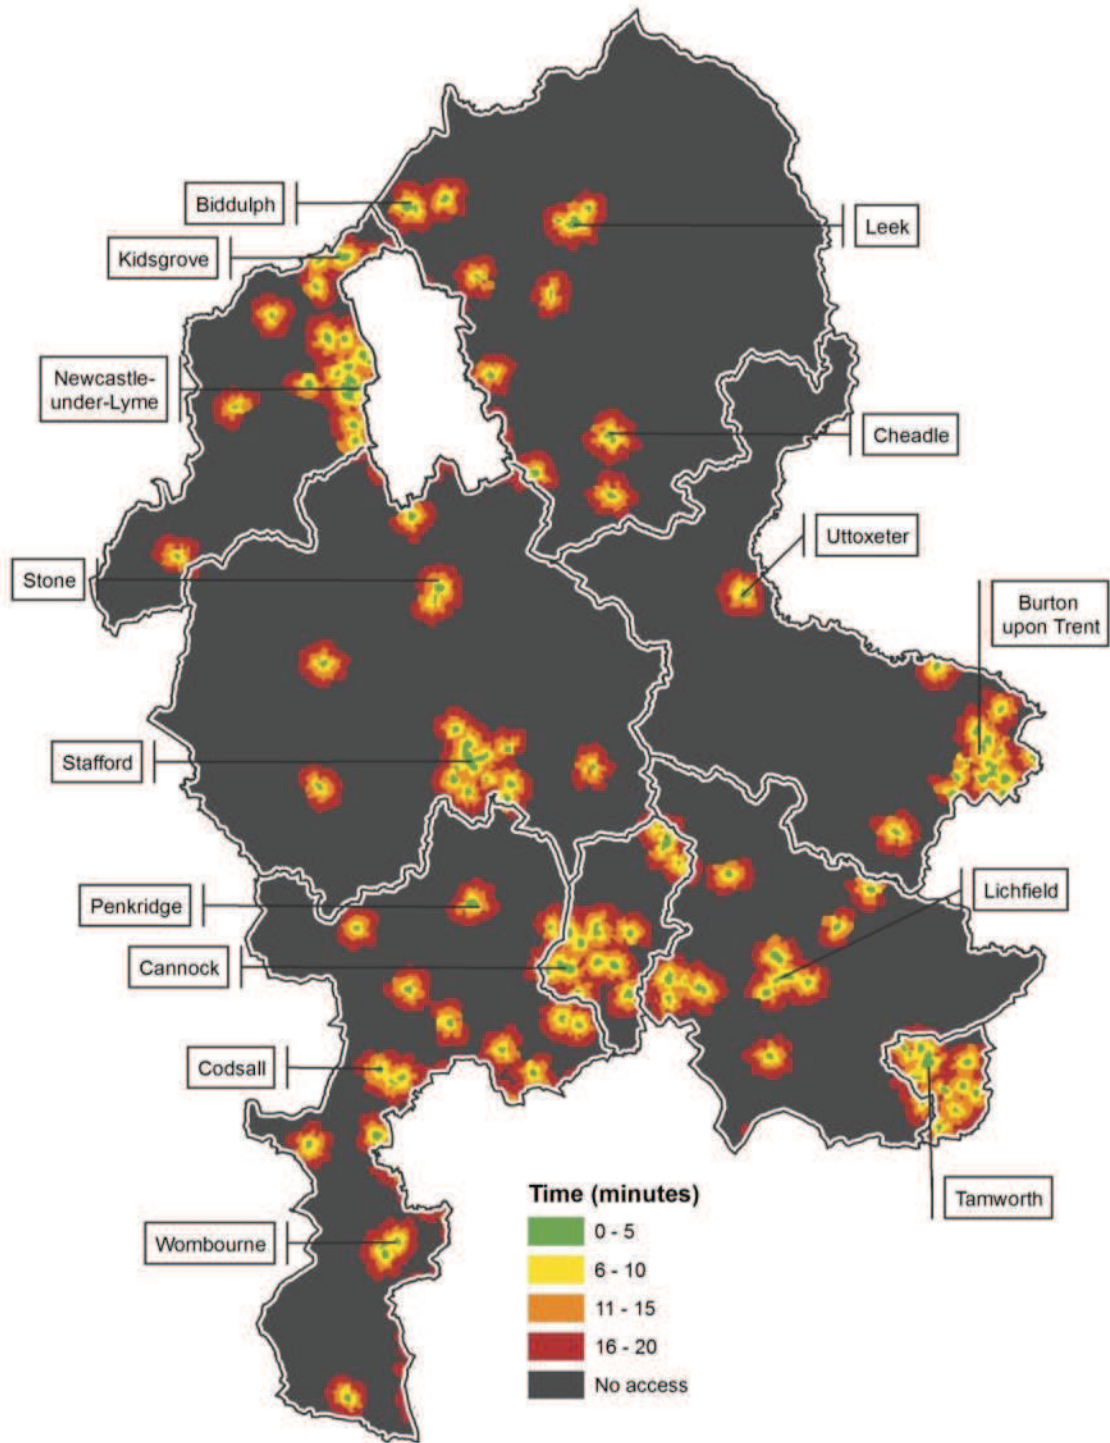 Biddulph
Leek
Kidsgrove
Newcastle-
under-Lyme
Cheadle
Uttoxeter
Stone
Burton
upon Trent
Stafford
Lichfield
Penkridge
Cannock
Codsall
Time (minutes)
Tamworth
0 - 5
Wombourne
6 - 10
11 - 15
16 - 20
No access